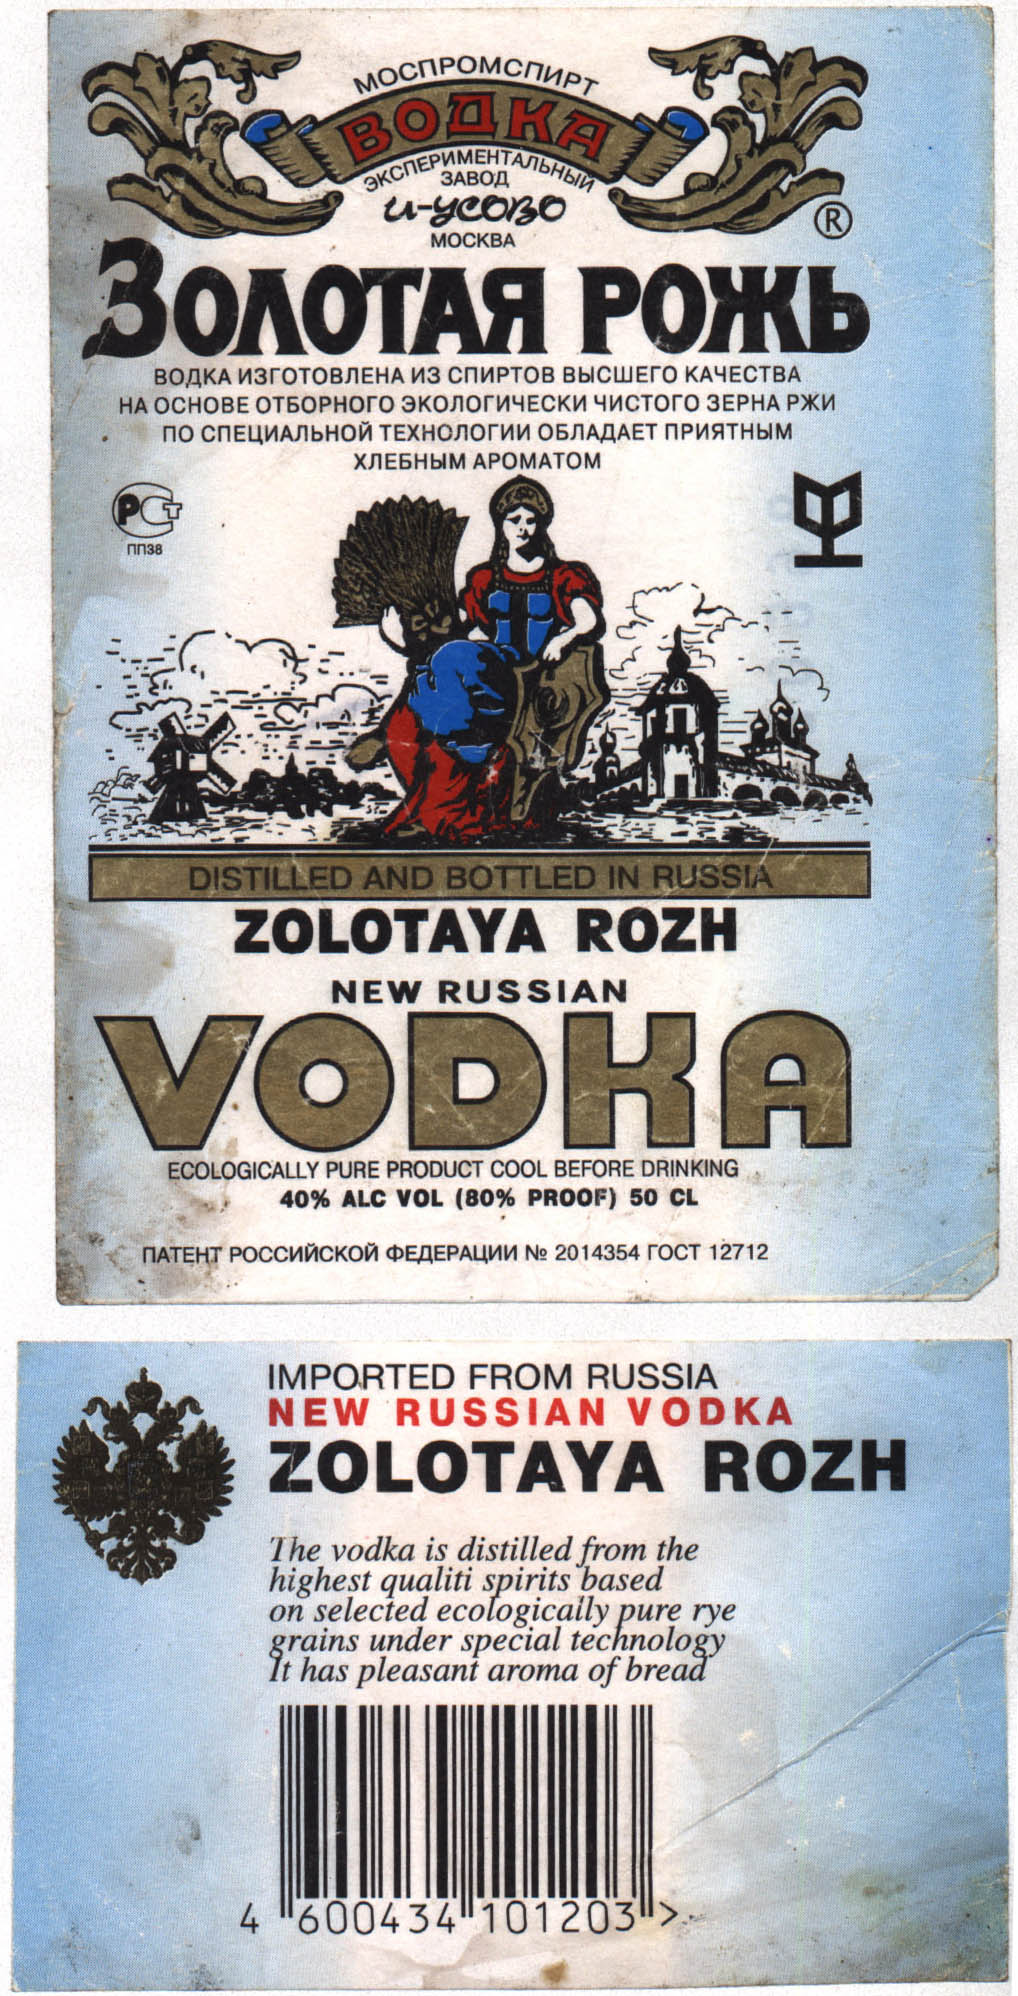 МОСПРОМСПИРТ
ВОДКА
ЭКСПЕРИМЕНТАЛЬНЫЙ
ЗАВОД
И-УСОВО
МОСКВА
®
ЗОЛОТАЯ РОЖЬ
ВОДКА ИЗГОТОВЛЕНА ИЗ СПИРТОВ ВЫСШЕГО КАЧЕСТВА
НА ОСНОВЕ ОТБОРНОГО ЭКОЛОГИЧЕСКИ ЧИСТОГО ЗЕРНА РЖИ
ПО СПЕЦИАЛЬНОЙ ТЕХНОЛОГИИ ОБЛАДАЕТ ПРИЯТНЫМ
ХЛЕБНЫМ АРОМАТОМ
РСТ
ПП38
DISTILLED AND BOTTLED IN RUSSIA
ZOLOTAYA ROZH
NEW RUSSIAN
VODKA
ECOLOGICALLY PURE PRODUCT COOL BEFORE DRINKING
40% ALC VOL (80% PROOF) 50 CL
ПАТЕНТ РОССИЙСКОЙ ФЕДЕРАЦИИ № 2014354 ГОСТ 12712
IMPORTED FROM RUSSIA
NEW RUSSIAN VODKA
ZOLOTAYA ROZH
The vodka is distilled from the
highest qualiti spirits based
on selected ecologically pure rye
grains under special technology
It has pleasant aroma of bread
4 600434 101203 >